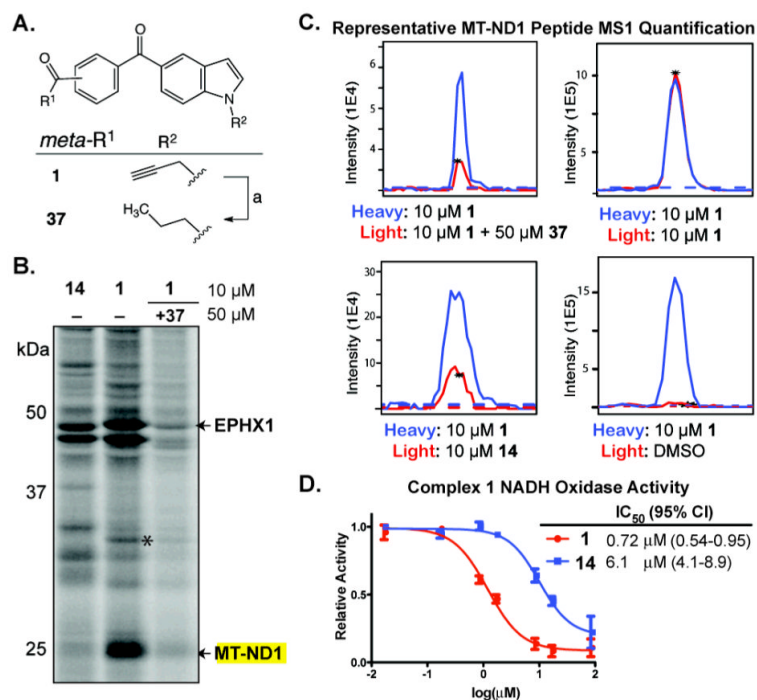 A.
O
O
R1
N
R2
meta-R1 R2
1
a
37 H3C
B.
14 1 1 10 µM
– – +37 50 µM
kDa
50
EPHX1
37
*
25
MT-ND1
C. Representative MT-ND1 Peptide MS1 Quantification
Intensity (1E4)
6
5
4
Heavy: 10 µM 1
Light: 10 µM 1 + 50 µM 37
Intensity (1E5)
10
5
Heavy: 10 µM 1
Light: 10 µM 1
Intensity (1E4)
30
20
10
0
Heavy: 10 µM 1
Light: 10 µM 14
Intensity (1E5)
15
5
Heavy: 10 µM 1
Light: DMSO
D. Complex 1 NADH Oxidase Activity
IC50 (95% CI)
1 0.72 µM (0.54-0.95)
14 6.1 µM (4.1-8.9)
Relative Activity
1.0
0.5
0.0
-2 -1 0 1 2
log(µM)